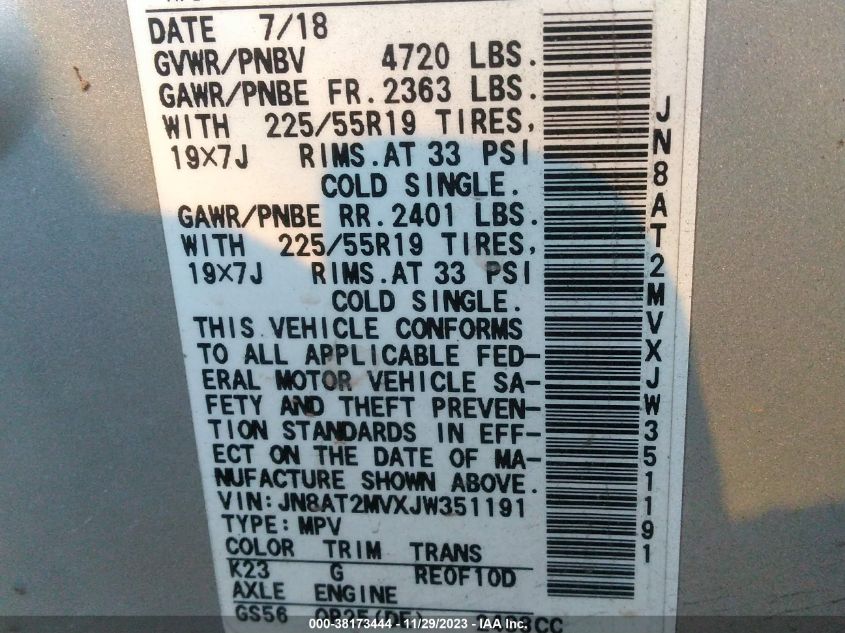 DATE 7/18
GVWR/PNBV 4720 LBS.
GAWR/PNBE FR. 2363 LBS.
WITH 225/55R19 TIRES,
19×7J RIMS. AT 33 PSI
COLD SINGLE.
GAWR/PNBE RR. 2401 LBS.
WITH 225/55R19 TIRES,
19×7J RIMS. AT 33 PSI
COLD SINGLE.
THIS VEHICLE CONFORMS
TO ALL APPLICABLE FED-
ERAL MOTOR VEHICLE SA-
FETY AND THEFT PREVEN-
TION STANDARDS IN EFF-
ECT ON THE DATE OF MA-
NUFACTURE SHOWN ABOVE.
VIN: JN8AT2MVXJW351191
TYPE: MPV
COLOR TRIM TRANS
K23 G RE0F10D
AXLE ENGINE
GS56
JN8AT2MVXJW351191
000-38173444 - 11/29/2023 - IAA Inc.